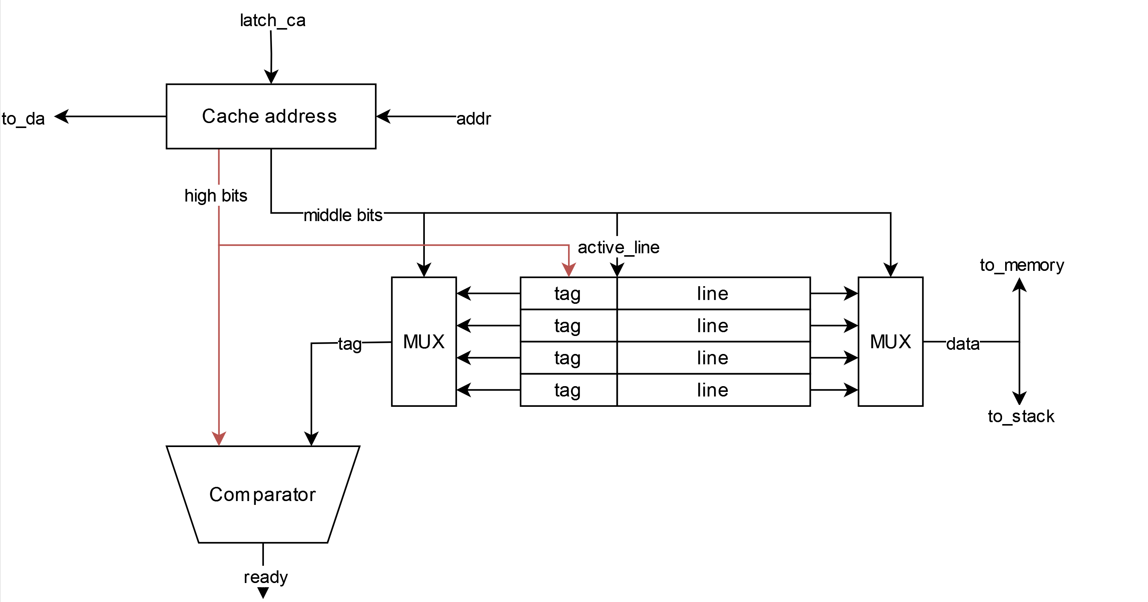 latch_ca
to_da
Cache address
addr
high bits
middle bits
active_line
to_memory
tag line
tag line
MUX
tag line
tag line
MUX
tag
data
to_stack
Comparator
ready